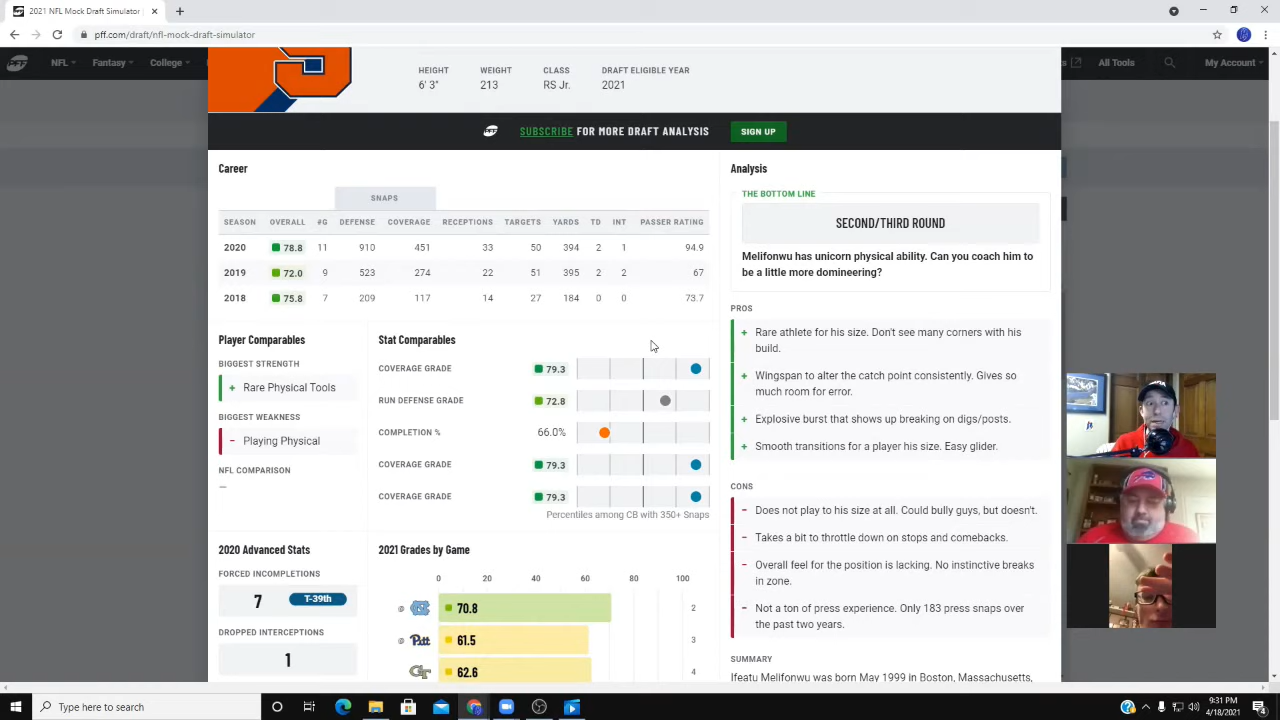 2021 NFL Mock Draft Simulator
pff.com/draft/nfl-mock-draft-simulator
PFF
NFL
Fantasy
College
All Tools
My Account
HEIGHT WEIGHT CLASS DRAFT ELIGIBLE YEAR
6' 3" 213 RS Jr. 2021
PFF SUBSCRIBE FOR MORE DRAFT ANALYSIS SIGN UP
Career
SNAPS
SEASON OVERALL #G DEFENSE COVERAGE RECEPTIONS TARGETS YARDS TD INT PASSER RATING
2020 78.8 11 910 451 33 50 394 2 1 94.9
2019 72.0 9 523 274 22 51 395 2 2 67
2018 75.8 7 209 117 14 27 184 0 0 73.7
Player Comparables
BIGGEST STRENGTH
+ Rare Physical Tools
BIGGEST WEAKNESS
– Playing Physical
NFL COMPARISON
—
Stat Comparables
COVERAGE GRADE 79.3
RUN DEFENSE GRADE 72.8
COMPLETION % 66.0%
COVERAGE GRADE 79.3
COVERAGE GRADE 79.3
Percentiles among CB with 350+ Snaps
2020 Advanced Stats
FORCED INCOMPLETIONS
7 T-39th
DROPPED INTERCEPTIONS
1
2021 Grades by Game
0 20 40 60 80 100
@ NC 70.8 2
@ Pitt 61.5 3
GT 62.6 4
Analysis
THE BOTTOM LINE
SECOND/THIRD ROUND
Melifonwu has unicorn physical ability. Can you coach him to
be a little more domineering?
PROS
+ Rare athlete for his size. Don't see many corners with his
build.
+ Wingspan to alter the catch point consistently. Gives so
much room for error.
+ Explosive burst that shows up breaking on digs/posts.
+ Smooth transitions for a player his size. Easy glider.
CONS
– Does not play to his size at all. Could bully guys, but doesn't.
– Takes a bit to throttle down on stops and comebacks.
– Overall feel for the position is lacking. No instinctive breaks
in zone.
– Not a ton of press experience. Only 183 press snaps over
the past two years.
SUMMARY
Ifeatu Melifonwu was born May 1999 in Boston, Massachusetts,
Type here to search
9:31 PM
4/18/2021